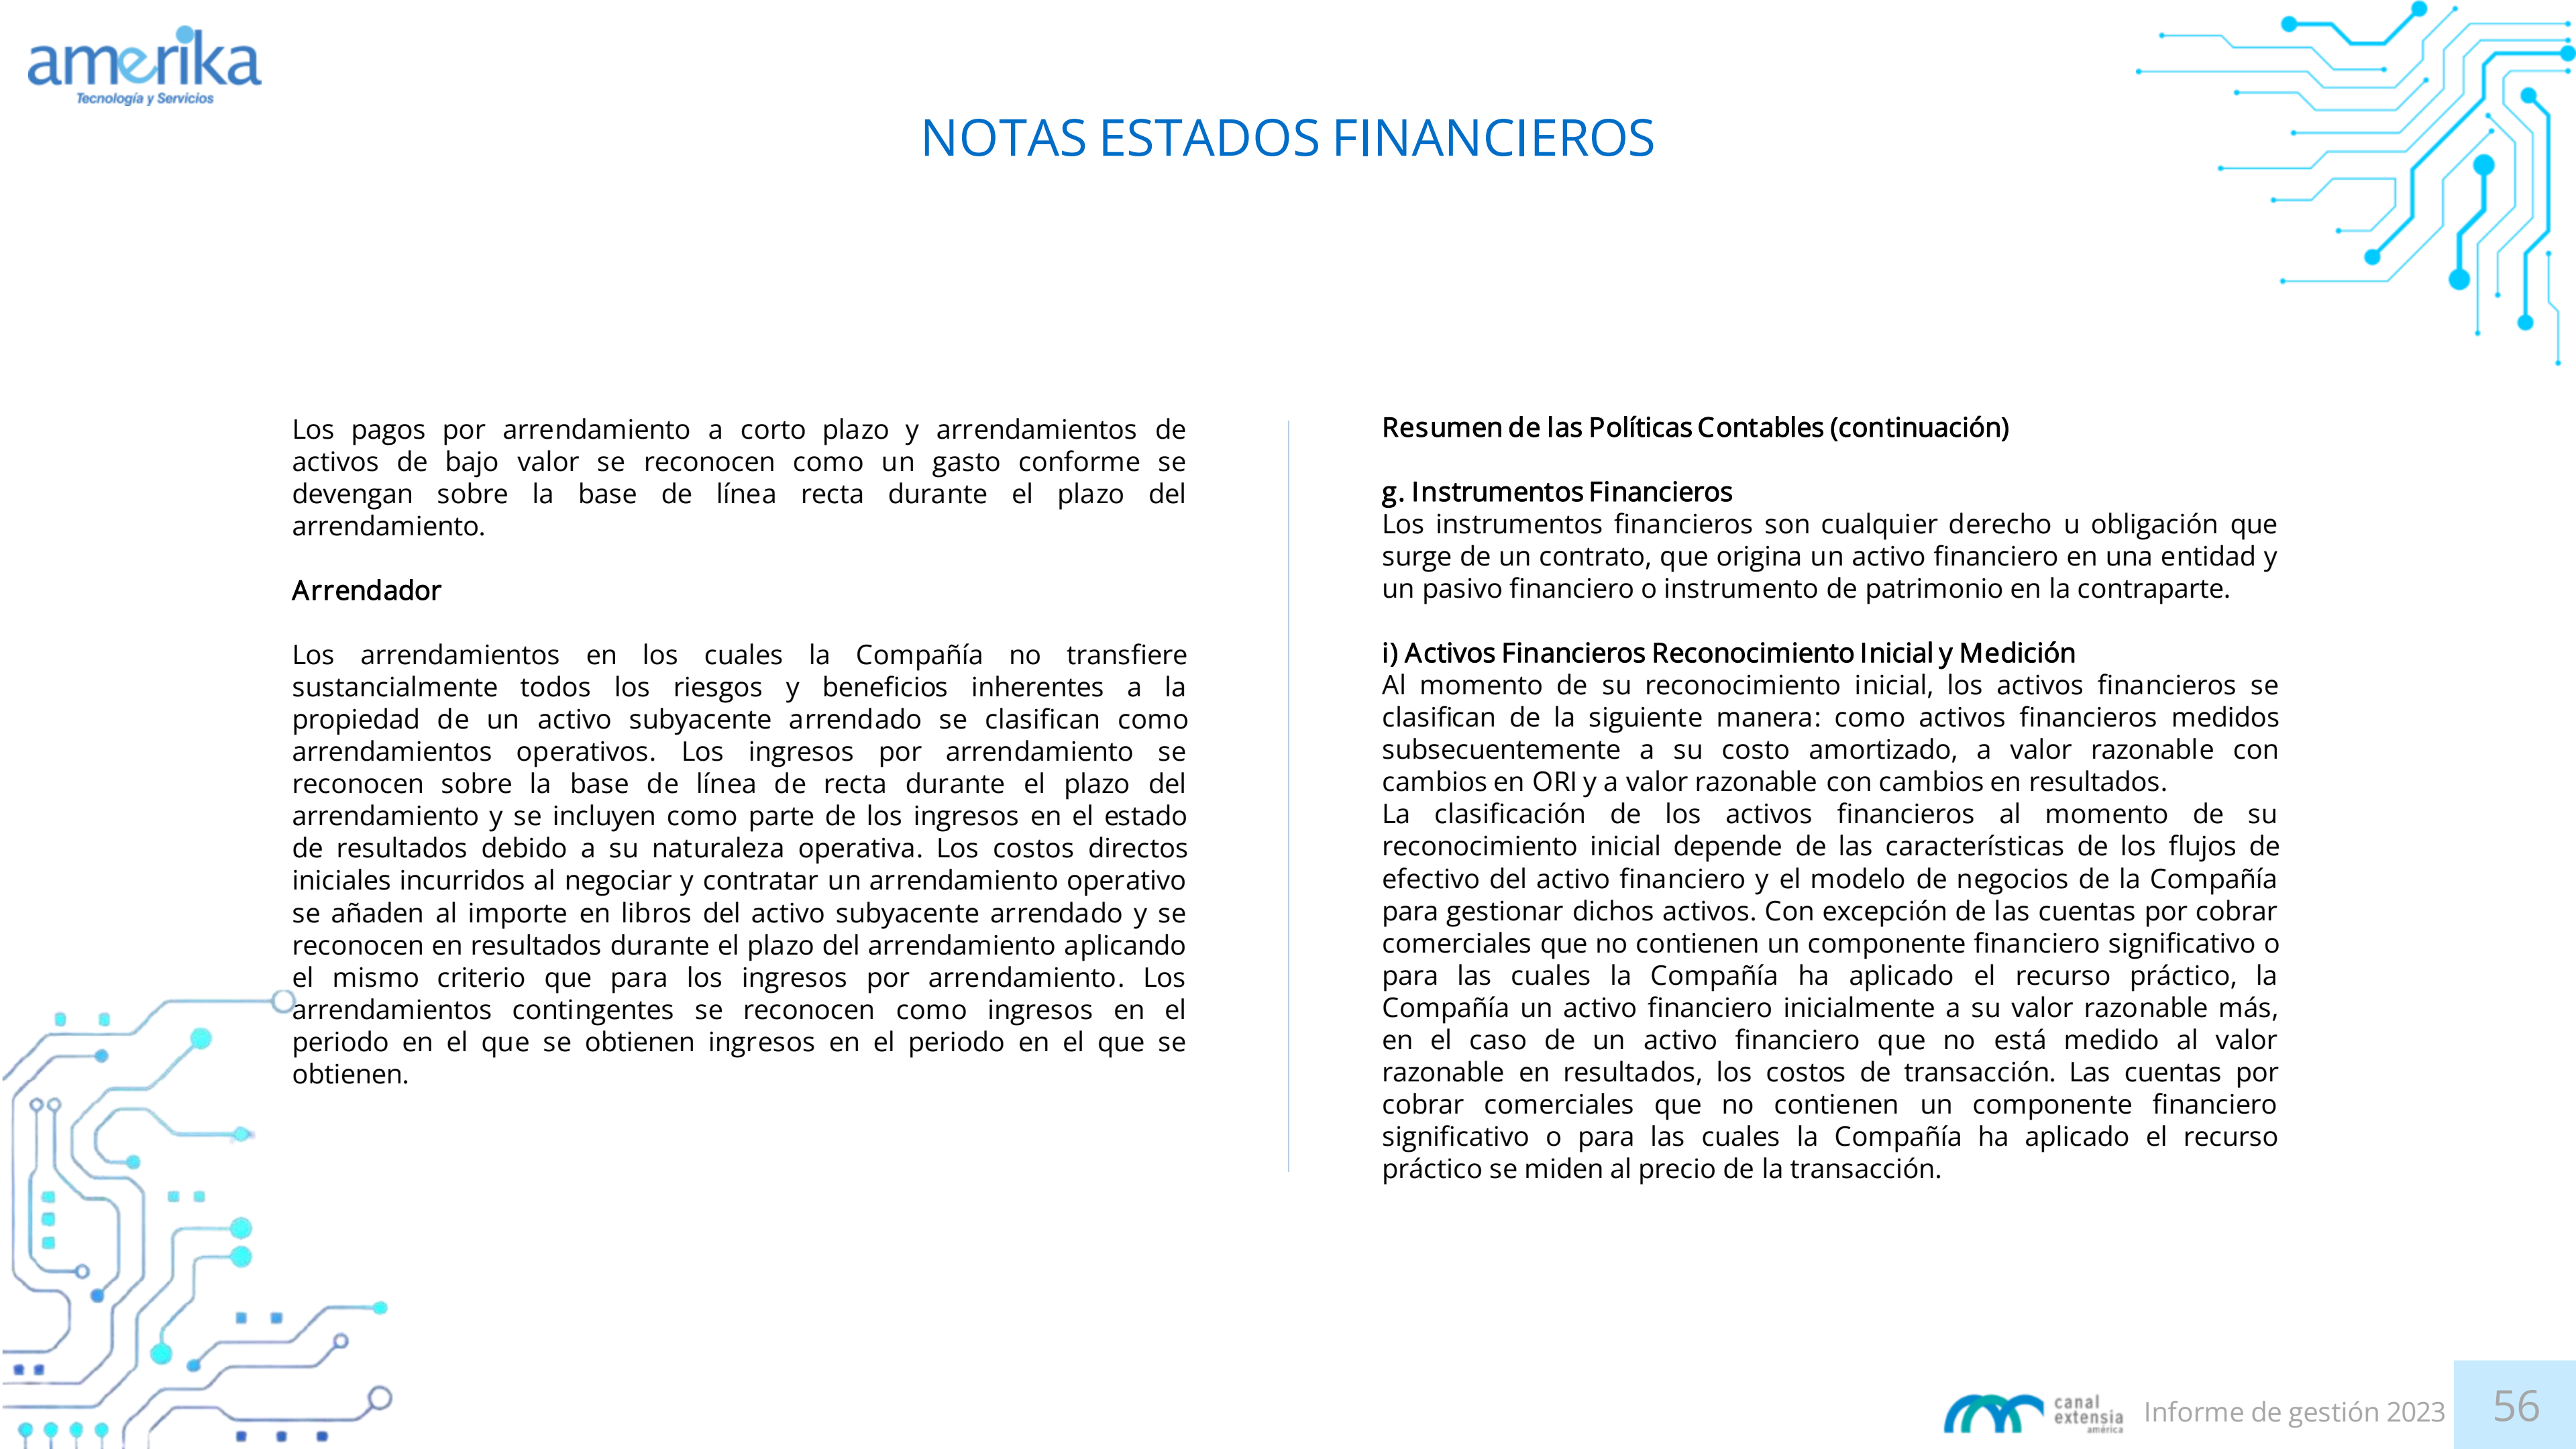 amerika
Tecnología y Servicios
NOTAS ESTADOS FINANCIEROS
Los pagos por arrendamiento a corto plazo y arrendamientos de
activos de bajo valor se reconocen como un gasto conforme se
devengan sobre la base de línea recta durante el plazo del
arrendamiento.
Arrendador
Los arrendamientos en los cuales la Compañía no transfiere
sustancialmente todos los riesgos y beneficios inherentes a la
propiedad de un activo subyacente arrendado se clasifican como
arrendamientos operativos. Los ingresos por arrendamiento se
reconocen sobre la base de línea de recta durante el plazo del
arrendamiento y se incluyen como parte de los ingresos en el estado
de resultados debido a su naturaleza operativa. Los costos directos
iniciales incurridos al negociar y contratar un arrendamiento operativo
se añaden al importe en libros del activo subyacente arrendado y se
reconocen en resultados durante el plazo del arrendamiento aplicando
el mismo criterio que para los ingresos por arrendamiento. Los
arrendamientos contingentes se reconocen como ingresos en el
periodo en el que se obtienen ingresos en el periodo en el que se
obtienen.
Resumen de las Políticas Contables (continuación)
g. Instrumentos Financieros
Los instrumentos financieros son cualquier derecho u obligación que
surge de un contrato, que origina un activo financiero en una entidad y
un pasivo financiero o instrumento de patrimonio en la contraparte.
i) Activos Financieros Reconocimiento Inicial y Medición
Al momento de su reconocimiento inicial, los activos financieros se
clasifican de la siguiente manera: como activos financieros medidos
subsecuentemente a su costo amortizado, a valor razonable con
cambios en ORI y a valor razonable con cambios en resultados.
La clasificación de los activos financieros al momento de su
reconocimiento inicial depende de las características de los flujos de
efectivo del activo financiero y el modelo de negocios de la Compañía
para gestionar dichos activos. Con excepción de las cuentas por cobrar
comerciales que no contienen un componente financiero significativo o
para las cuales la Compañía ha aplicado el recurso práctico, la
Compañía un activo financiero inicialmente a su valor razonable más,
en el caso de un activo financiero que no está medido al valor
razonable en resultados, los costos de transacción. Las cuentas por
cobrar comerciales que no contienen un componente financiero
significativo o para las cuales la Compañía ha aplicado el recurso
práctico se miden al precio de la transacción.
canal
extensia
américa
Informe de gestión 2023
56